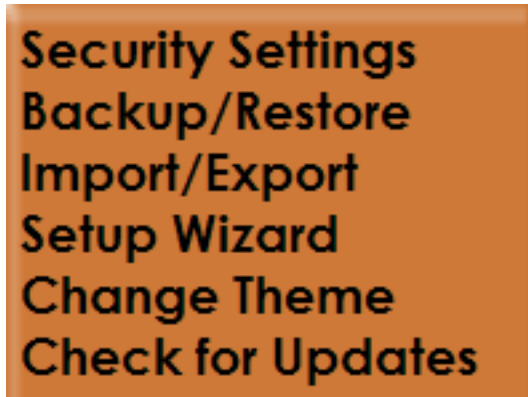 Security Settings
Backup/Restore
Import/Export
Setup Wizard
Change Theme
Check for Updates